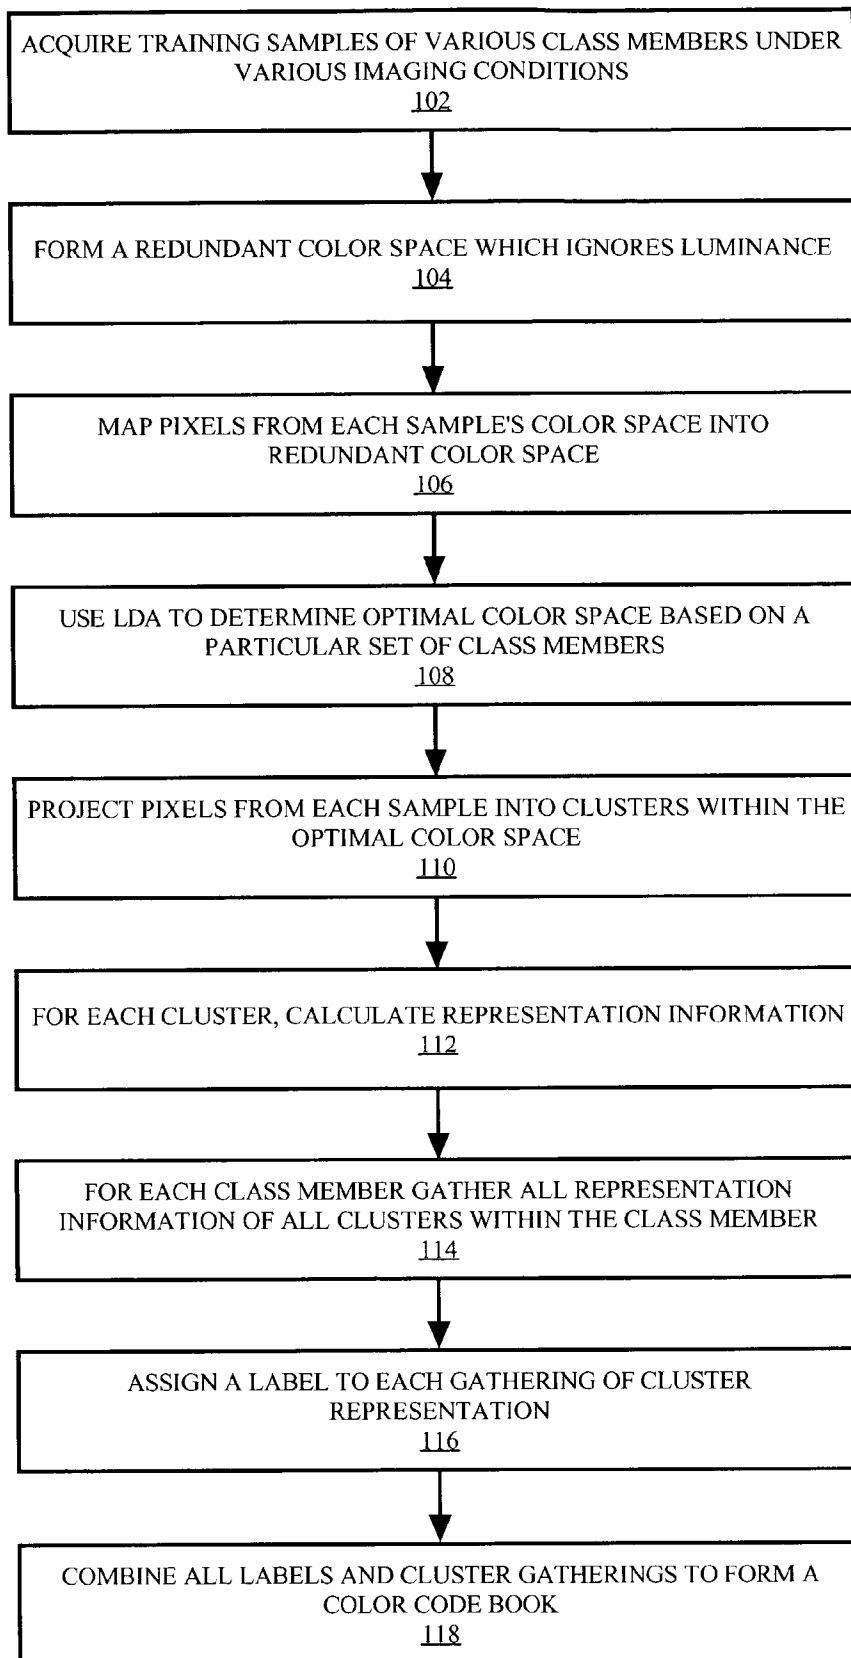 ACQUIRE TRAINING SAMPLES OF VARIOUS CLASS MEMBERS UNDER
VARIOUS IMAGING CONDITIONS
102
FORM A REDUNDANT COLOR SPACE WHICH IGNORES LUMINANCE
104
MAP PIXELS FROM EACH SAMPLE'S COLOR SPACE INTO
REDUNDANT COLOR SPACE
106
USE LDA TO DETERMINE OPTIMAL COLOR SPACE BASED ON A
PARTICULAR SET OF CLASS MEMBERS
108
PROJECT PIXELS FROM EACH SAMPLE INTO CLUSTERS WITHIN THE
OPTIMAL COLOR SPACE
110
FOR EACH CLUSTER, CALCULATE REPRESENTATION INFORMATION
112
FOR EACH CLASS MEMBER GATHER ALL REPRESENTATION
INFORMATION OF ALL CLUSTERS WITHIN THE CLASS MEMBER
114
ASSIGN A LABEL TO EACH GATHERING OF CLUSTER
REPRESENTATION
116
COMBINE ALL LABELS AND CLUSTER GATHERINGS TO FORM A
COLOR CODE BOOK
118